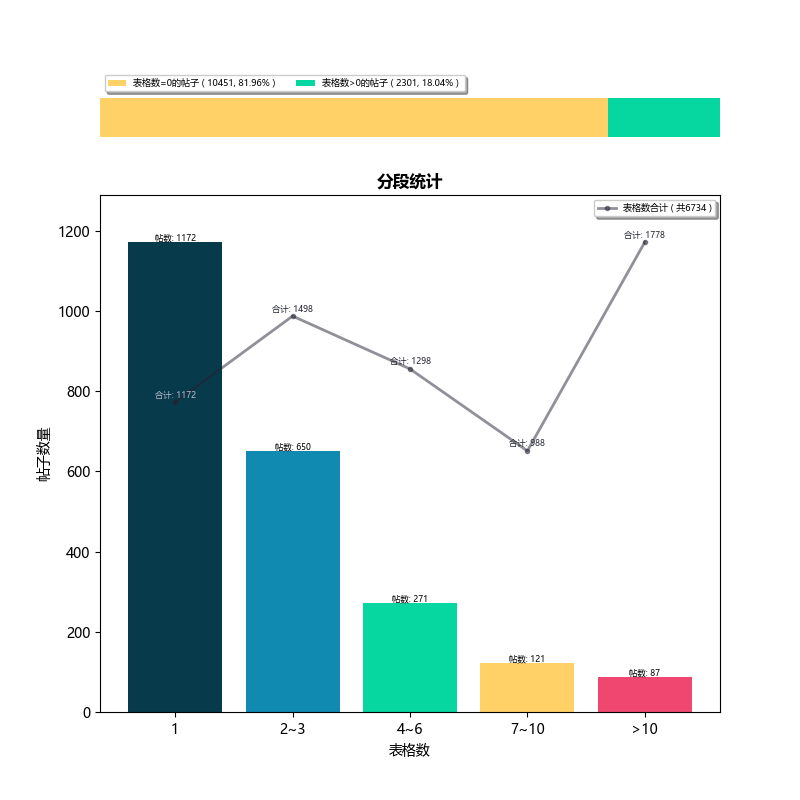 表格数=0的帖子 ( 10451, 81.96% )
表格数>0的帖子 ( 2301, 18.04% )
分段统计
表格数合计 ( 共6734 )
帖子数量
1200
1000
800
600
400
200
0
帖数: 1172
帖数: 650
帖数: 271
帖数: 121
帖数: 87
合计: 1172
合计: 1498
合计: 1298
合计: 988
合计: 1778
1
2~3
4~6
7~10
>10
表格数